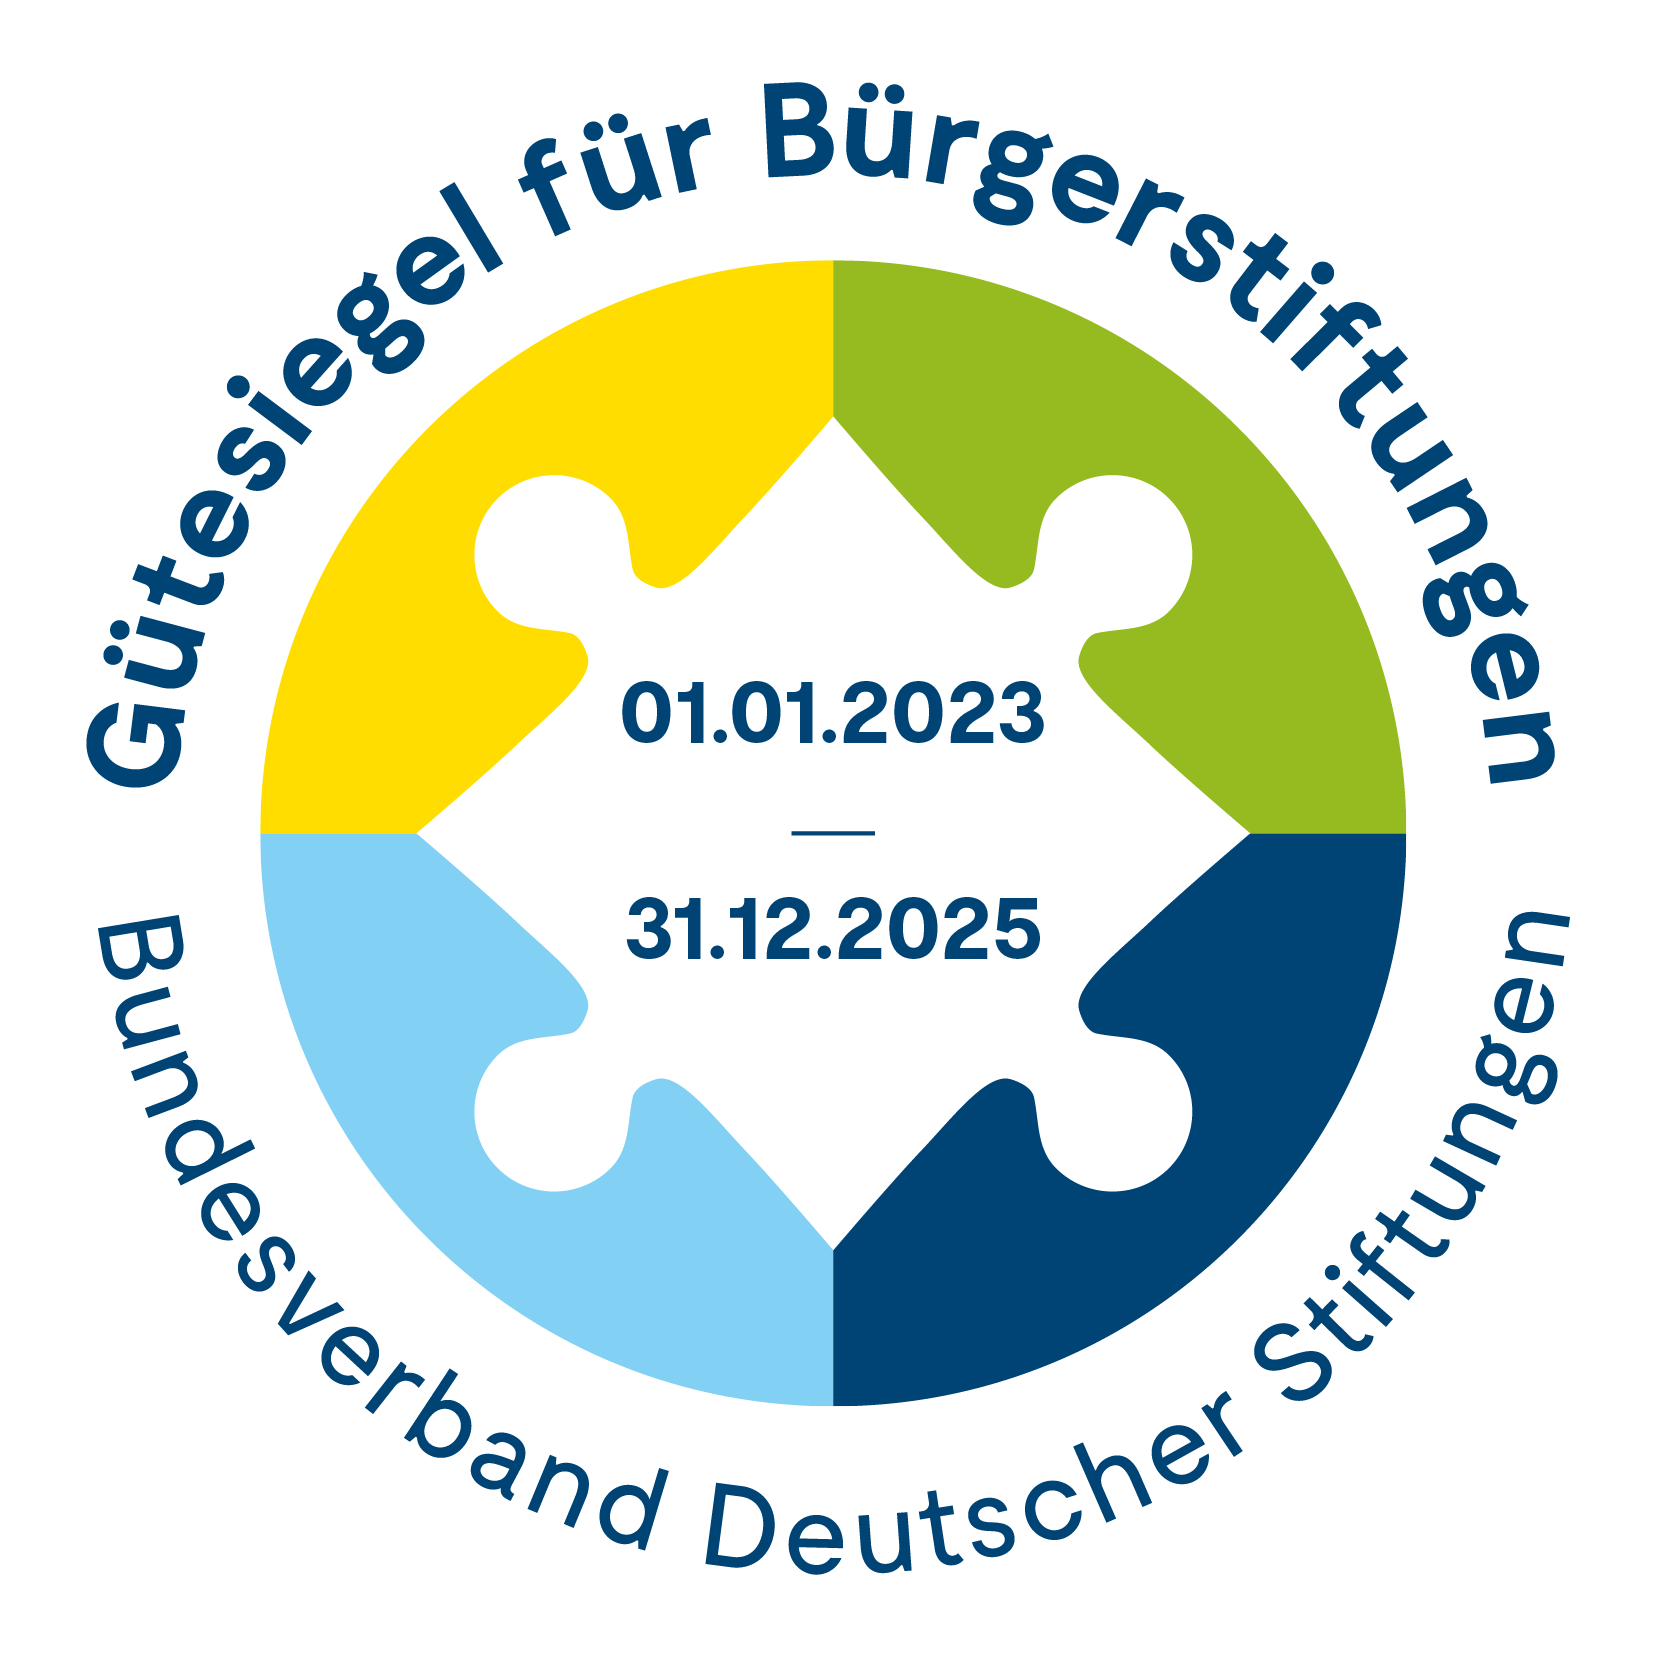 Gütesiegel für Bürgerstiftungen
01.01.2023
—
31.12.2025
Bundesverband Deutscher Stiftungen